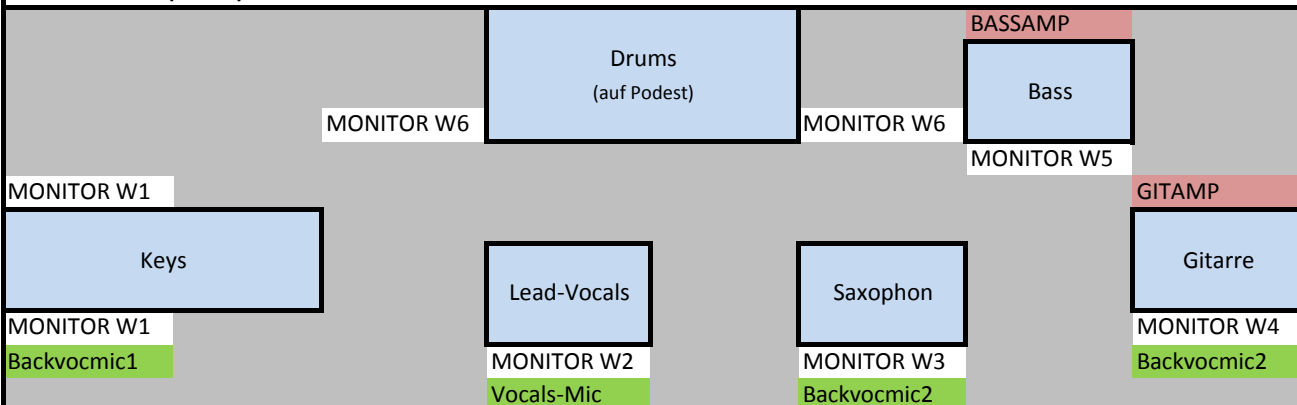 BASSAMP
Drums
(auf Podest)
Bass
MONITOR W6
MONITOR W6
MONITOR W5
MONITOR W1
GITAMP
Keys
Gitarre
Lead-Vocals
Saxophon
MONITOR W1
MONITOR W4
Backvocmic1
MONITOR W2
MONITOR W3
Backvocmic2
Vocals-Mic
Backvocmic2